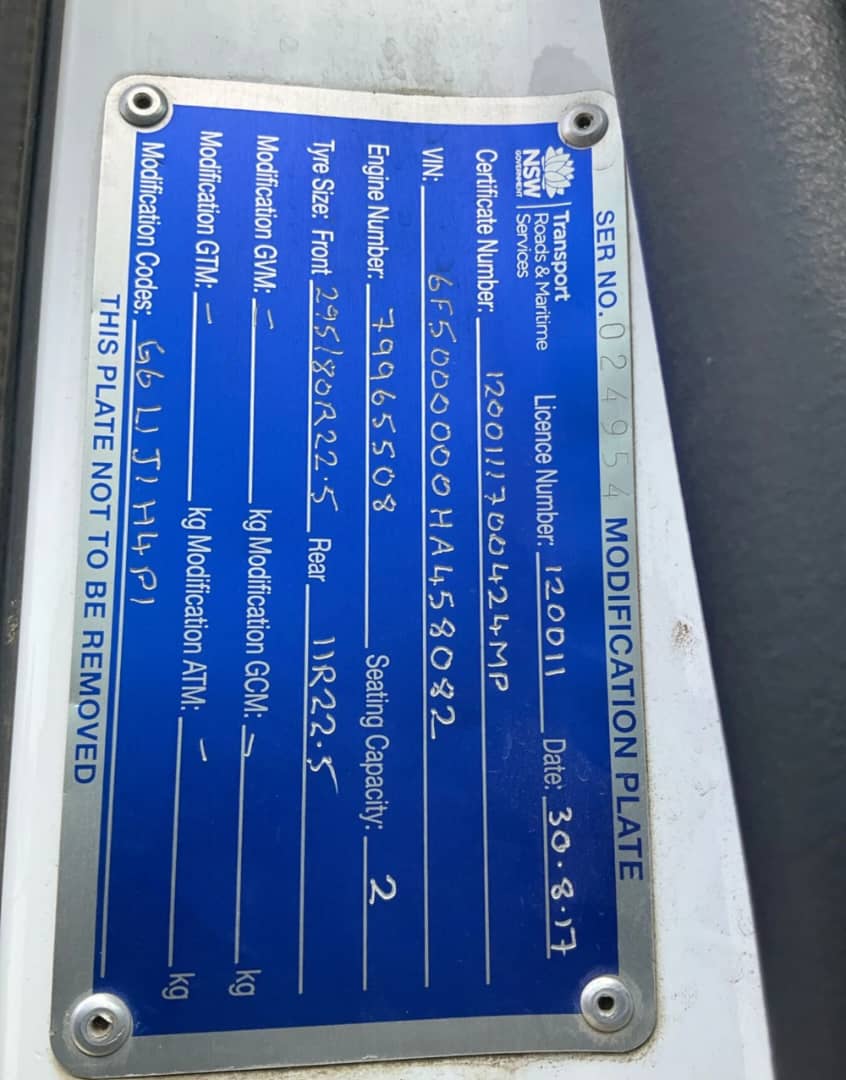 SER NO. 024954 MODIFICATION PLATE
NSW GOVERNMENT Transport Roads & Maritime Services Licence Number: 120011 Date: 30.8.17
Certificate Number: 1200111700424MP
VIN: 6F5000000HA458082
Engine Number: 79965508 Seating Capacity: 2
Tyre Size: Front 295/80R22.5 Rear 11R22.5
Modification GVM: - kg Modification GCM: - kg
Modification GTM: - kg Modification ATM: - kg
Modification Codes: G6 L1 J1 H4 P1
THIS PLATE NOT TO BE REMOVED